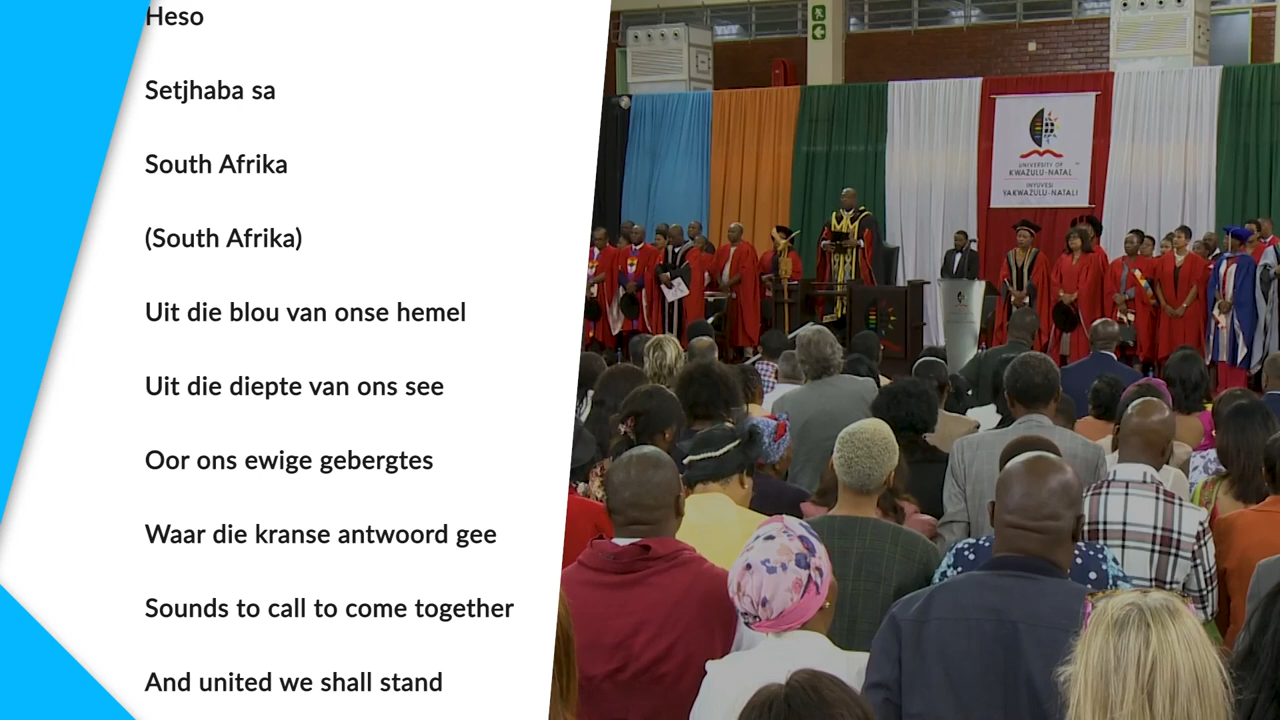 Heso
Setjhaba sa
South Afrika
(South Afrika)
Uit die blou van onse hemel
Uit die diepte van ons see
Oor ons ewige gebergtes
Waar die kranse antwoord gee
Sounds to call to come together
And united we shall stand
UNIVERSITY OF
KWAZULU-NATAL
INYUVESI
YAKWAZULU-NATALI